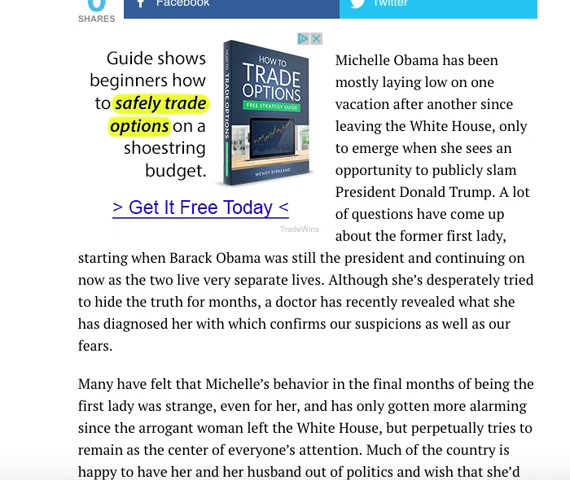 0
SHARES
Facebook
Twitter
Guide shows
beginners how
to safely trade
options on a
shoestring
budget.
HOW TO TRADE OPTIONS
HOW TO
TRADE
OPTIONS
FREE STRATEGY GUIDE
WENDY KIRKLAND
> Get It Free Today <
TradeWins
Michelle Obama has been
mostly laying low on one
vacation after another since
leaving the White House, only
to emerge when she sees an
opportunity to publicly slam
President Donald Trump. A lot
of questions have come up
about the former first lady,
starting when Barack Obama was still the president and continuing on
now as the two live very separate lives. Although she’s desperately tried
to hide the truth for months, a doctor has recently revealed what she
has diagnosed her with which confirms our suspicions as well as our
fears.
Many have felt that Michelle’s behavior in the final months of being the
first lady was strange, even for her, and has only gotten more alarming
since the arrogant woman left the White House, but perpetually tries to
remain as the center of everyone’s attention. Much of the country is
happy to have her and her husband out of politics and wish that she’d